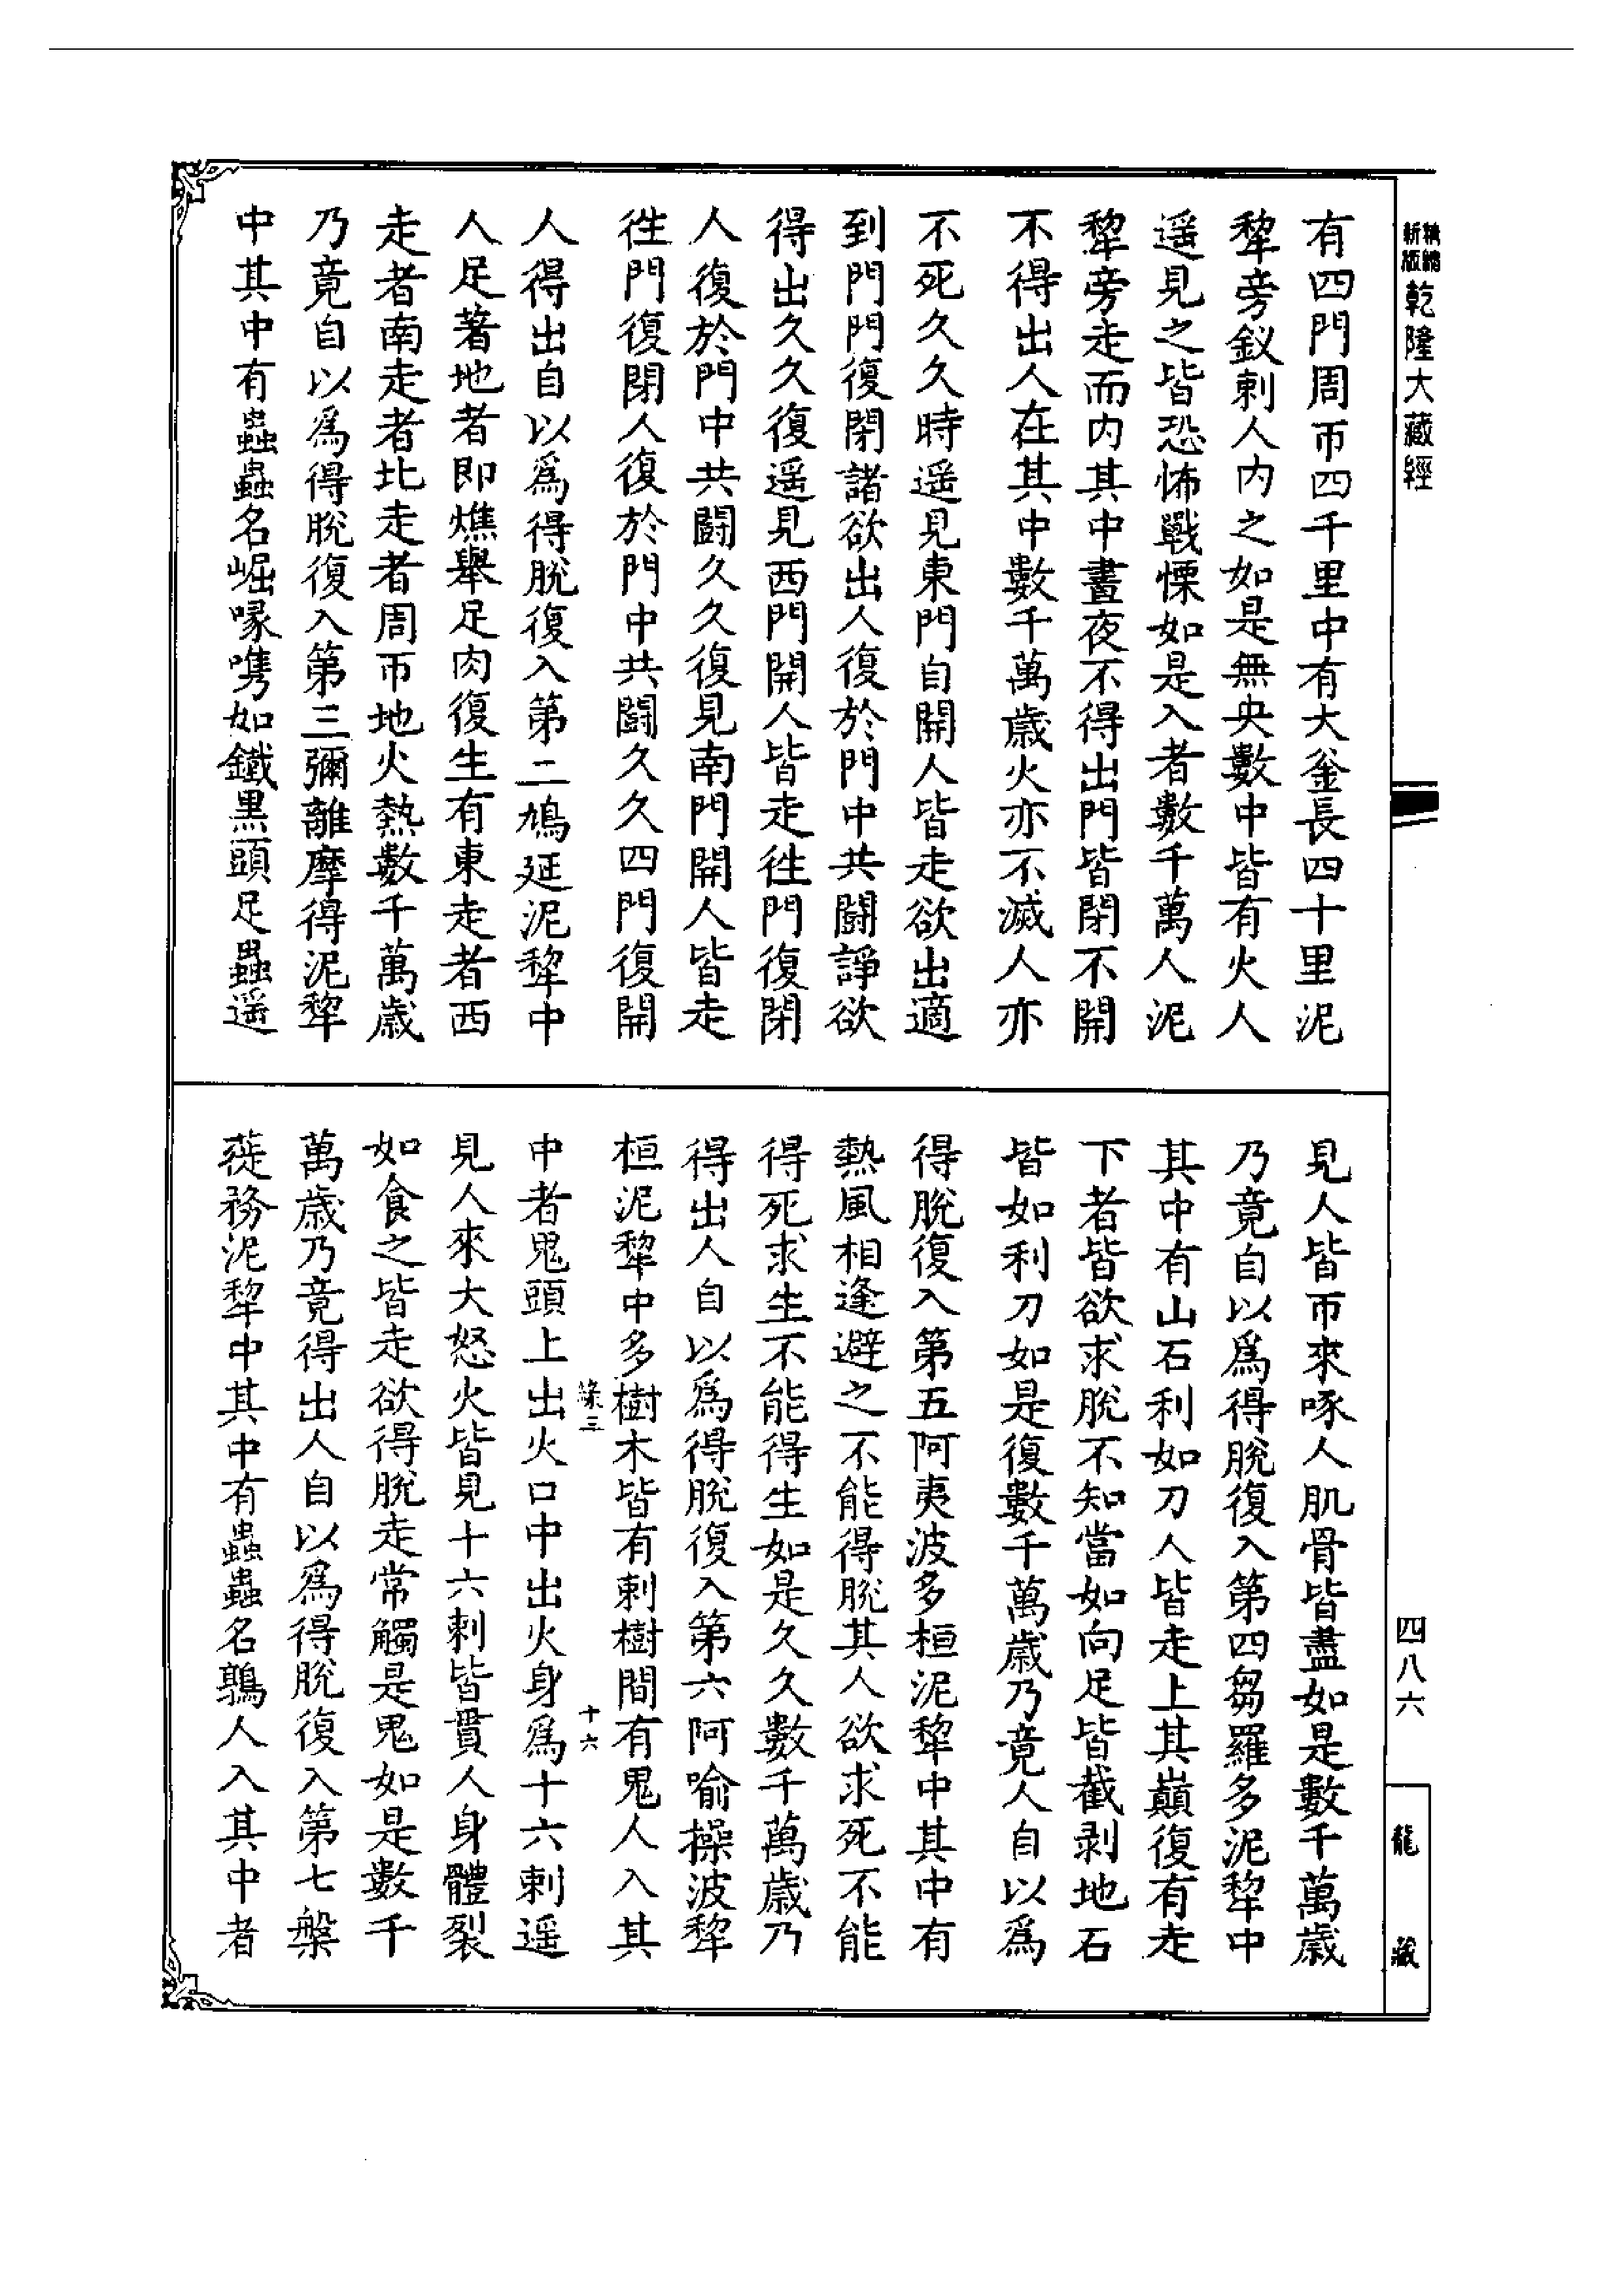 精縮
新版
乾隆大藏經
有四門周帀四千里中有大釜長四十里泥
犂旁釵刺人内之如是無央數中皆有火人
遥見之皆恐怖戰慄如是入者數千萬人泥
犂旁走而内其中晝夜不得出門皆閉不開
不得出人在其中數千萬歲火亦不滅人亦
不死久久時遥見東門自開人皆走欲出適
到門門復閉諸欲出人復於門中共鬪諍欲
得出久久復遥見西門開人皆走徃門復閉
人復於門中共鬪久久復見南門開人皆走
徃門復閉人復於門中共鬪久久四門復開
人得出自以爲得脫復入第二鳩延泥犂中
人足著地者即燋舉足肉復生有東走者西
走者南走者北走者周帀地火熱數千萬歲
乃竟自以爲得脫復入第三彌離摩得泥犂
中其中有蟲蟲名崛喙嘴如鐵黒頭足蟲遥
見人皆帀來啄人肌骨皆盡如是數千萬歲
乃竟自以爲得脫復入第四芻羅多泥犂中
其中有山石利如刀人皆走上其巔復有走
下者皆欲求脫不知當如向足皆截剥地石
皆如利刀如是復數千萬歲乃竟人自以爲
得脫復入第五阿夷波多桓泥犂中其中有
熱風相逢避之不能得脫其人欲求死不能
得死求生不能得生如是久久數千萬歲乃
得出人自以爲得脫復入第六阿喻操波犂
桓泥犂中多樹木皆有刺樹間有鬼人入其
三
十六
中者鬼頭上出火口中出火身爲十六刺遥
見人來大怒火皆見十六刺皆貫人身體裂
如食之皆走欲得脫走常觸是鬼如是數千
萬歲乃竟得出人自以爲得脫復入第七槃
蓰務泥犂中其中有蟲蟲名鶽人入其中者
四八六
龍藏